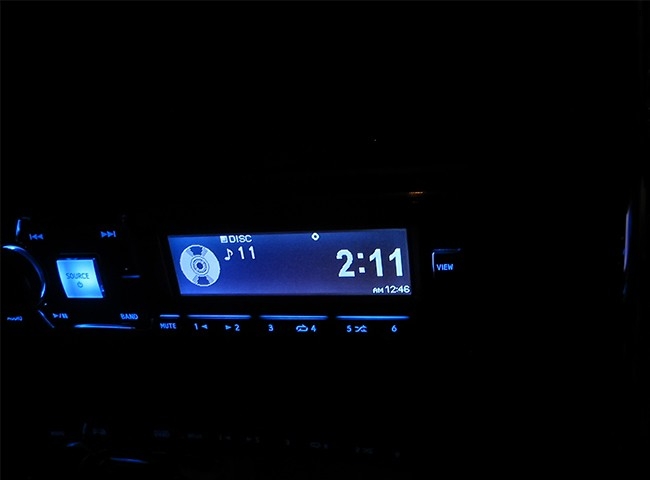 DISC
11
2:11
AM 12:46
SOURCE
VIEW
BAND
MUTE 1 2 3 4 5 6